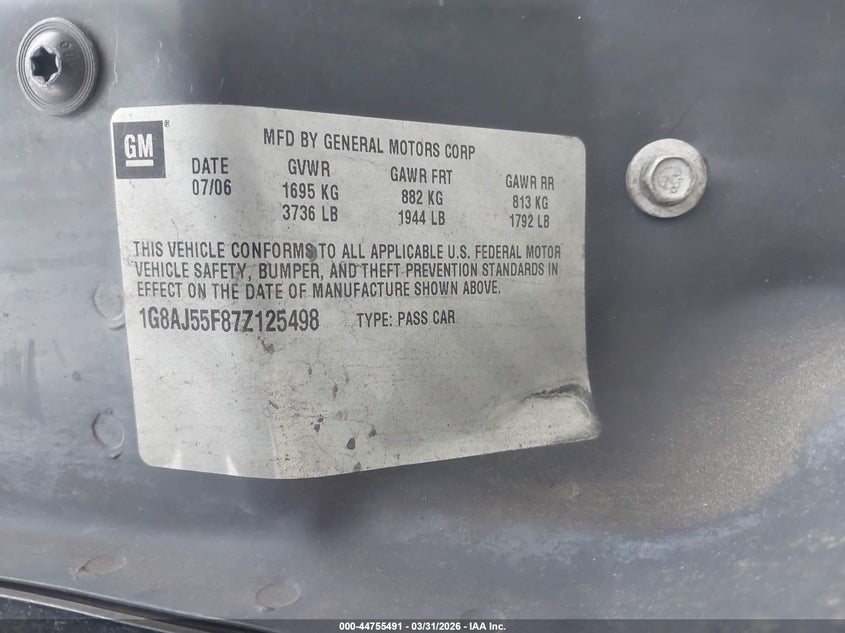 GM
MFD BY GENERAL MOTORS CORP
DATE GVWR GAWR FRT GAWR RR
07/06 1695 KG 882 KG 813 KG
3736 LB 1944 LB 1792 LB
THIS VEHICLE CONFORMS TO ALL APPLICABLE U.S. FEDERAL MOTOR
VEHICLE SAFETY, BUMPER, AND THEFT PREVENTION STANDARDS IN
EFFECT ON THE DATE OF MANUFACTURE SHOWN ABOVE.
1G8AJ55F87Z125498 TYPE: PASS CAR
000-44755491 - 03/31/2026 - IAA Inc.